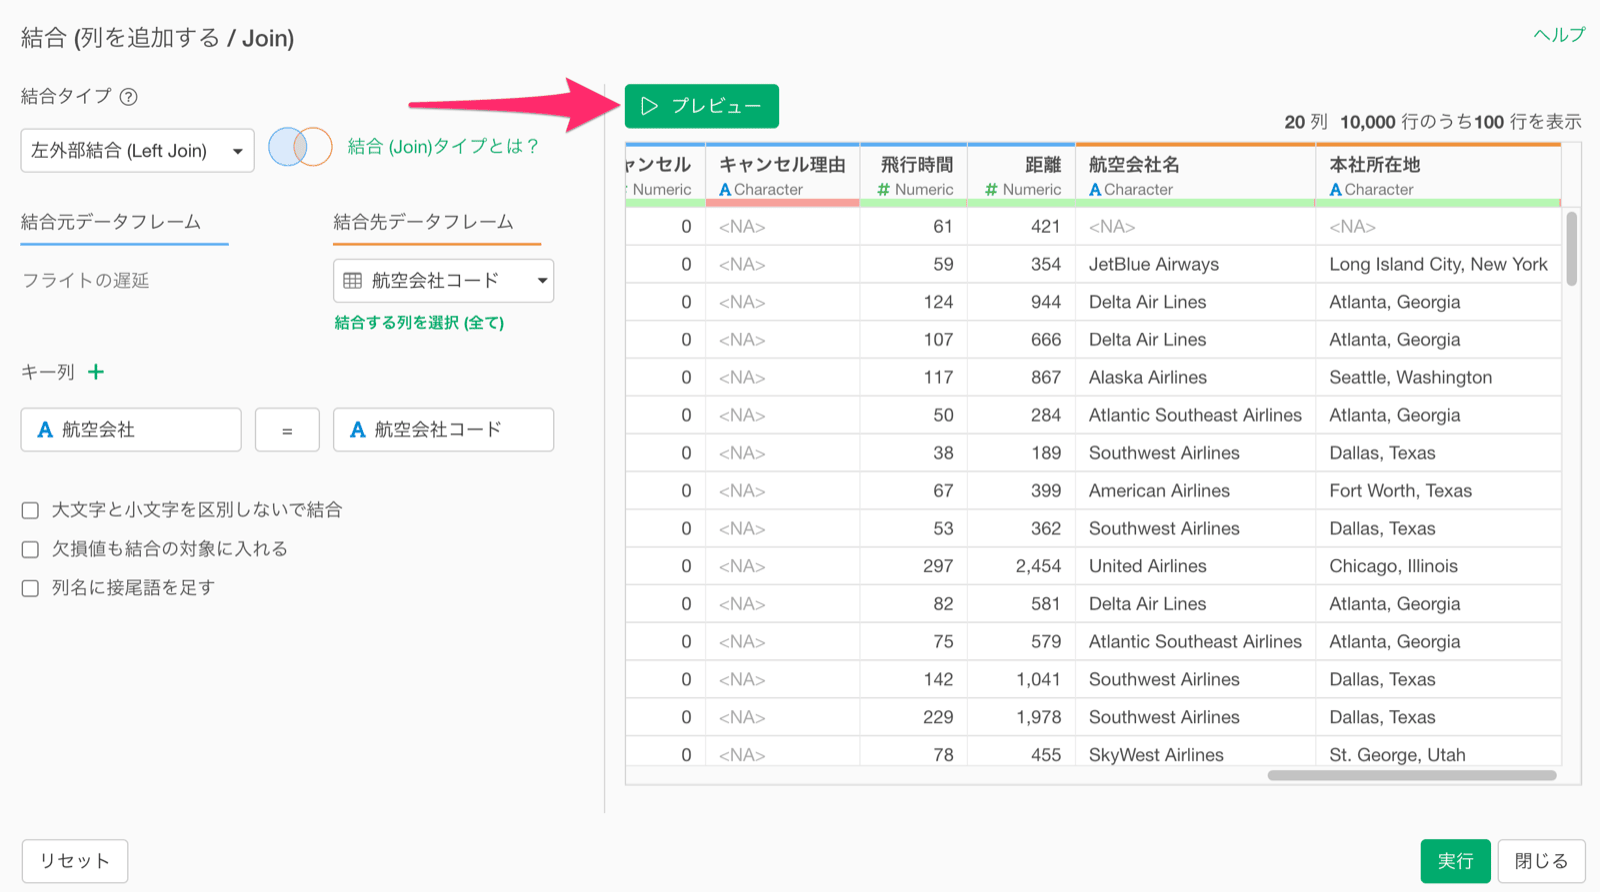 結合 (列を追加する / Join)
ヘルプ
結合タイプ ?
左外部結合 (Left Join)
結合 (Join)タイプとは？
結合元データフレーム
結合先データフレーム
フライトの遅延
航空会社コード
結合する列を選択 (全て)
キー列 +
A 航空会社
=
A 航空会社コード
大文字と小文字を区別しないで結合
欠損値も結合の対象に入れる
列名に接尾語を足す
プレビュー
20 列 10,000 行のうち100 行を表示
ャンセル キャンセル理由 飛行時間 距離 航空会社名 本社所在地
Numeric A Character # Numeric # Numeric A Character A Character
0 <NA> 61 421 <NA> <NA>
0 <NA> 59 354 JetBlue Airways Long Island City, New York
0 <NA> 124 944 Delta Air Lines Atlanta, Georgia
0 <NA> 107 666 Delta Air Lines Atlanta, Georgia
0 <NA> 117 867 Alaska Airlines Seattle, Washington
0 <NA> 50 284 Atlantic Southeast Airlines Atlanta, Georgia
0 <NA> 38 189 Southwest Airlines Dallas, Texas
0 <NA> 67 399 American Airlines Fort Worth, Texas
0 <NA> 53 362 Southwest Airlines Dallas, Texas
0 <NA> 297 2,454 United Airlines Chicago, Illinois
0 <NA> 82 581 Delta Air Lines Atlanta, Georgia
0 <NA> 75 579 Atlantic Southeast Airlines Atlanta, Georgia
0 <NA> 142 1,041 Southwest Airlines Dallas, Texas
0 <NA> 229 1,978 Southwest Airlines Dallas, Texas
0 <NA> 78 455 SkyWest Airlines St. George, Utah
リセット
実行
閉じる